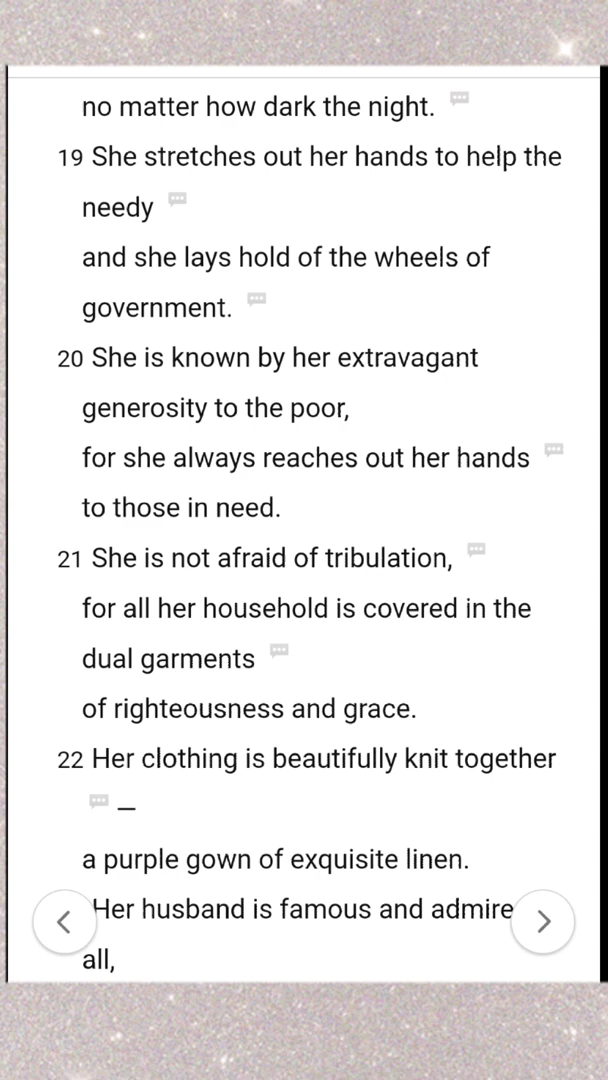 no matter how dark the night.
19 She stretches out her hands to help the
needy
and she lays hold of the wheels of
government.
20 She is known by her extravagant
generosity to the poor,
for she always reaches out her hands
to those in need.
21 She is not afraid of tribulation,
for all her household is covered in the
dual garments
of righteousness and grace.
22 Her clothing is beautifully knit together
—
a purple gown of exquisite linen.
Her husband is famous and admire
all,